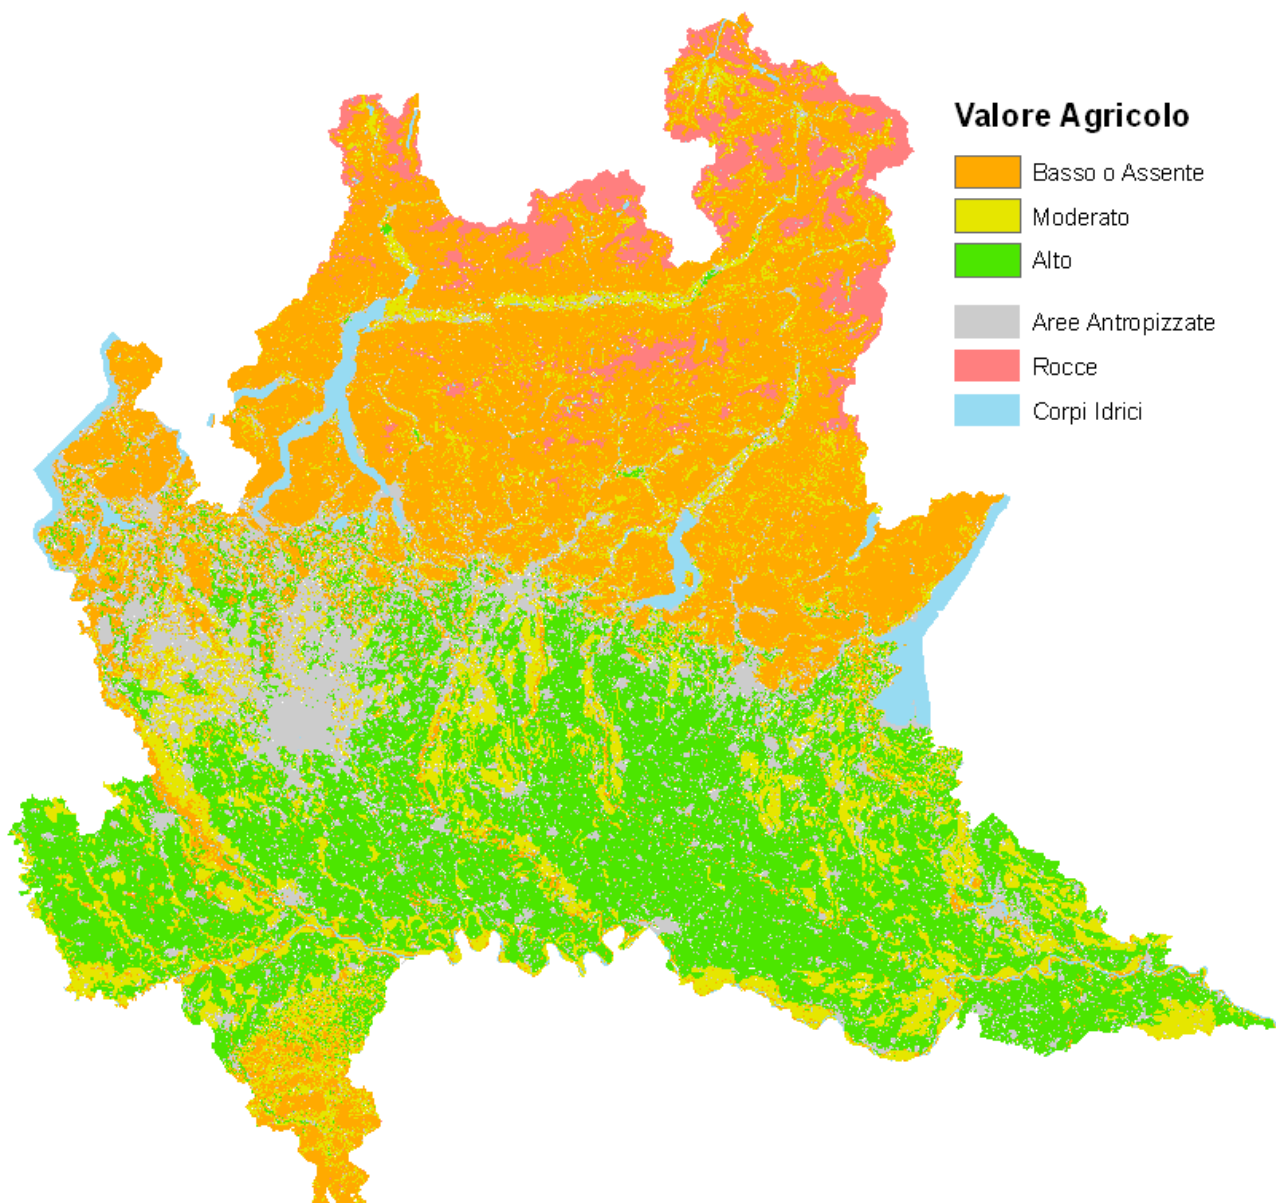 Valore Agricolo
Basso o Assente
Moderato
Alto
Aree Antropizzate
Rocce
Corpi Idrici